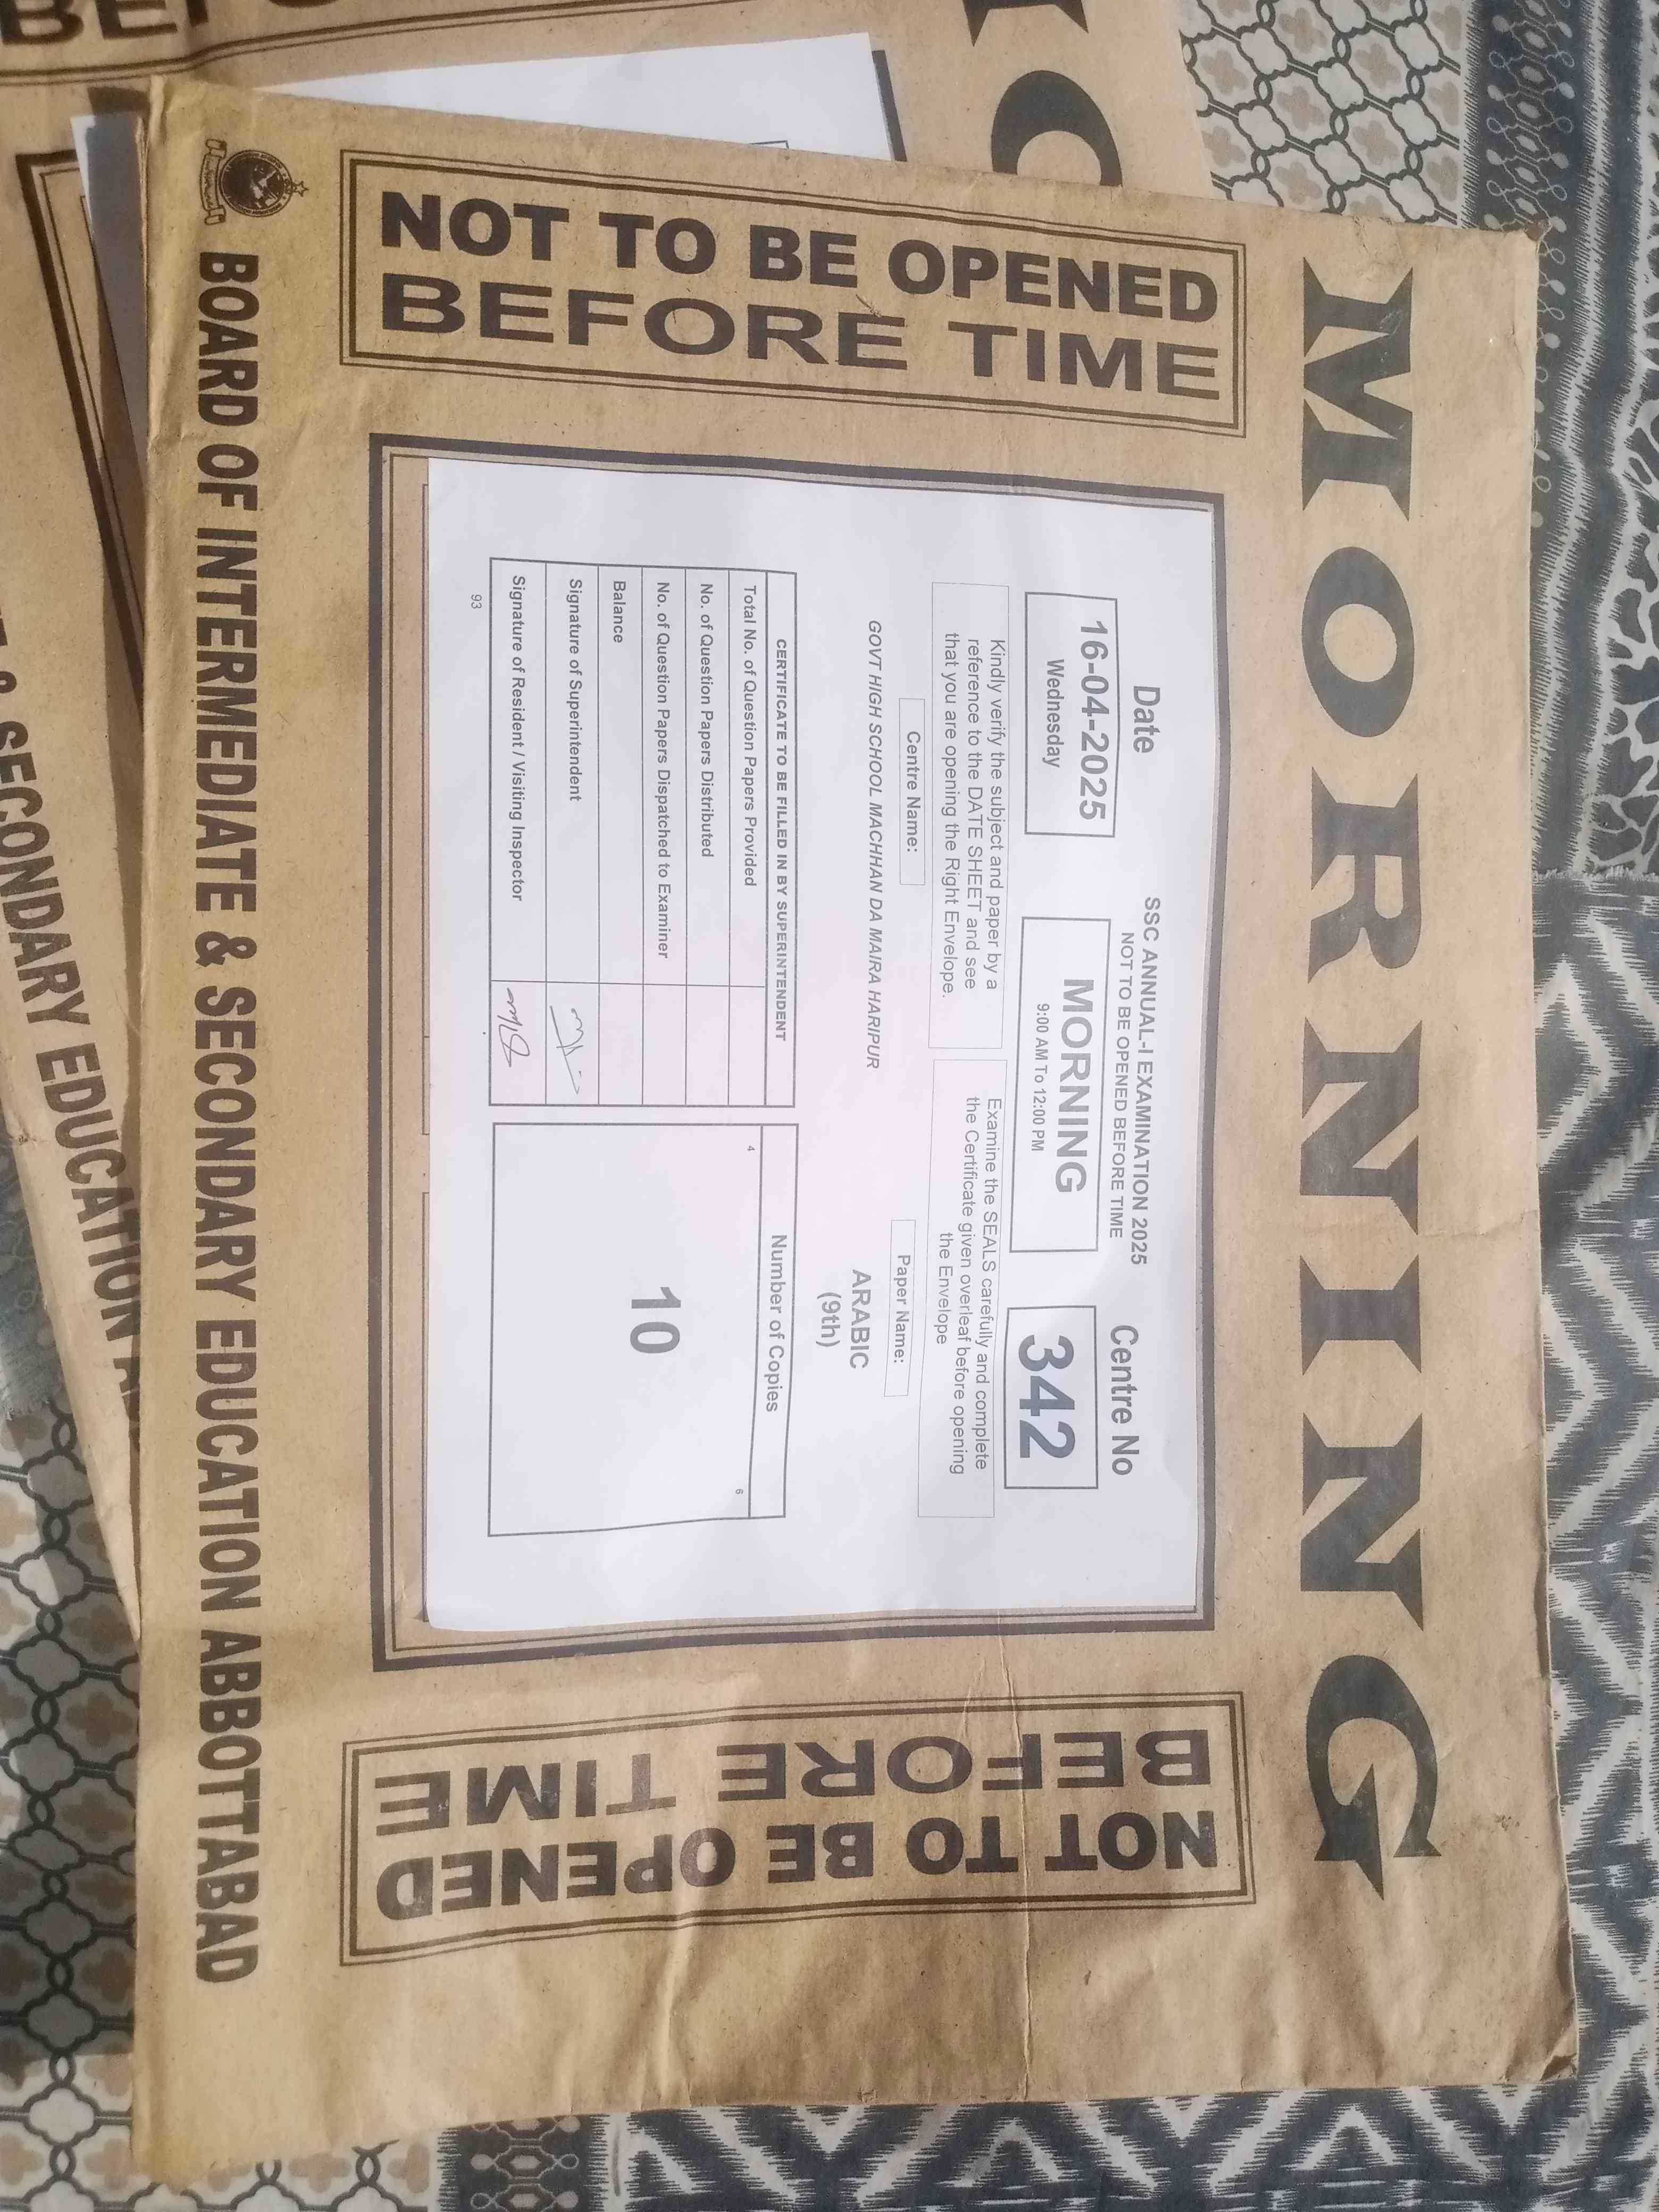 MORNING
NOT TO BE OPENED
BEFORE TIME
Date
SSC ANNUAL-I EXAMINATION 2025
NOT TO BE OPENED BEFORE TIME
Centre No
16-04-2025
Wednesday
MORNING
9:00 AM To 12:00 PM
342
Kindly verify the subject and paper by a
reference to the DATE SHEET and see
that you are opening the Right Envelope.
Examine the SEALS carefully and complete
the Certificate given overleaf before opening
the Envelope
Centre Name:
Paper Name:
GOVT HIGH SCHOOL MACHHAN DA MAIRA HARIPUR
ARABIC
(9th)
CERTIFICATE TO BE FILLED IN BY SUPERINTENDENT
Total No. of Question Papers Provided
No. of Question Papers Distributed
No. of Question Papers Dispatched to Examiner
Balance
Signature of Superintendent
Signature of Resident / Visiting Inspector
Number of Copies
4
6
10
93
NOT TO BE OPENED
BEFORE TIME
BOARD OF INTERMEDIATE & SECONDARY EDUCATION ABBOTTABAD
SECONDARY EDUCATION